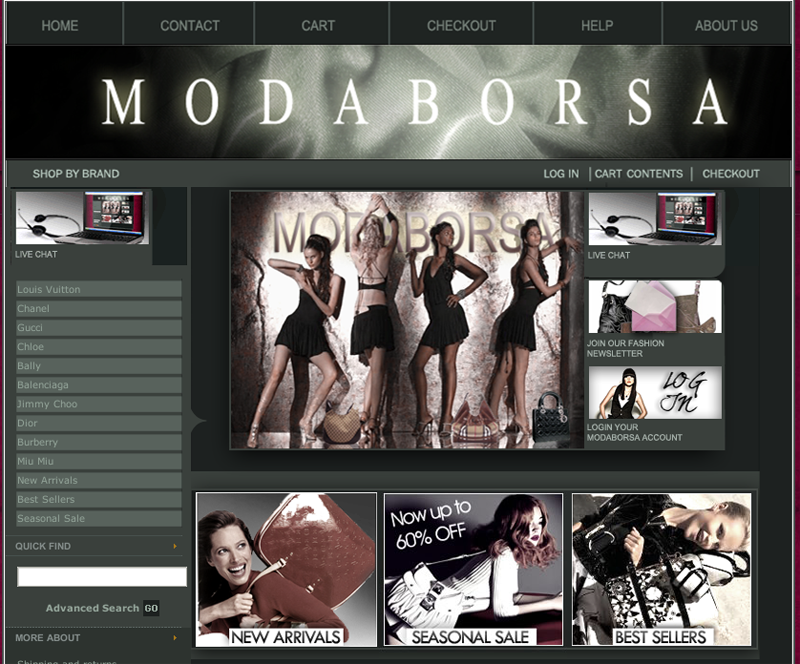 HOME CONTACT CART CHECKOUT HELP ABOUT US
MODABORSA
SHOP BY BRAND
LOG IN | CART CONTENTS | CHECKOUT
LIVE CHAT
Louis Vuitton
Chanel
Gucci
Chloe
Bally
Balenciaga
Jimmy Choo
Dior
Burberry
Miu Miu
New Arrivals
Best Sellers
Seasonal Sale
QUICK FIND
Advanced Search GO
MORE ABOUT
Shipping and returns
MODABORSA
LIVE CHAT
JOIN OUR FASHION
NEWSLETTER
LOG
IN
LOGIN YOUR
MODABORSA ACCOUNT
NEW ARRIVALS
Now up to
60% OFF
SEASONAL SALE
BEST SELLERS